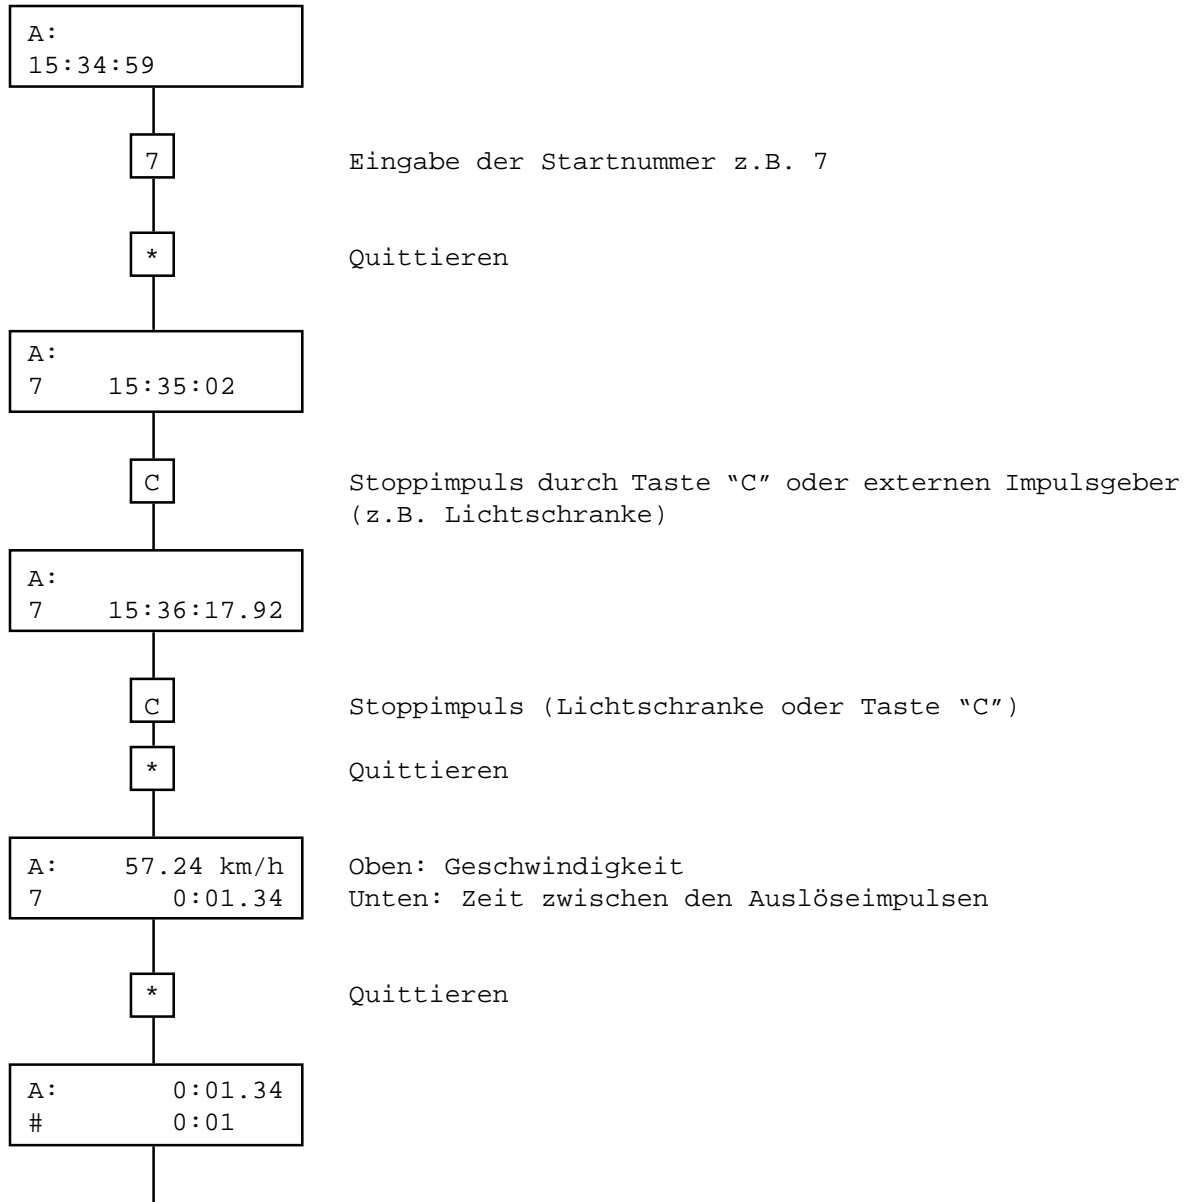 A:
15:34:59
7 Eingabe der Startnummer z.B. 7
* Quittieren
A:
7 15:35:02
C Stoppimpuls durch Taste “C” oder externen Impulsgeber
(z.B. Lichtschranke)
A:
7 15:36:17.92
C Stoppimpuls (Lichtschranke oder Taste “C”)
* Quittieren
A: 57.24 km/h Oben: Geschwindigkeit
7 0:01.34 Unten: Zeit zwischen den Auslöseimpulsen
* Quittieren
A: 0:01.34
# 0:01